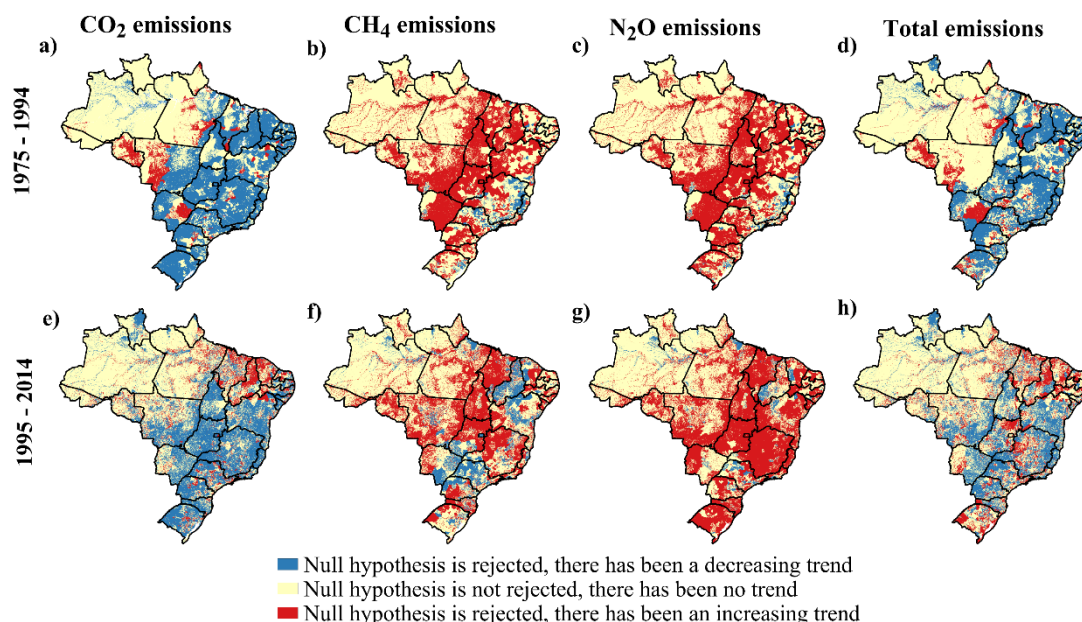 CO₂ emissions
CH₄ emissions
N₂O emissions
Total emissions
a)
b)
c)
d)
1975 - 1994
e)
f)
g)
h)
1995 - 2014
Null hypothesis is rejected, there has been a decreasing trend
Null hypothesis is not rejected, there has been no trend
Null hypothesis is rejected, there has been an increasing trend